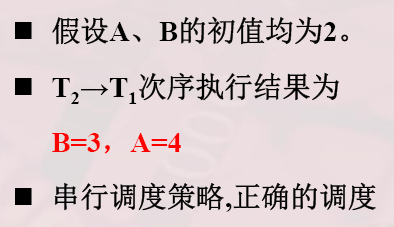 ■ 假设A、B的初值均为2。
■ T₂→T₁次序执行结果为
B=3，A=4
■ 串行调度策略,正确的调度